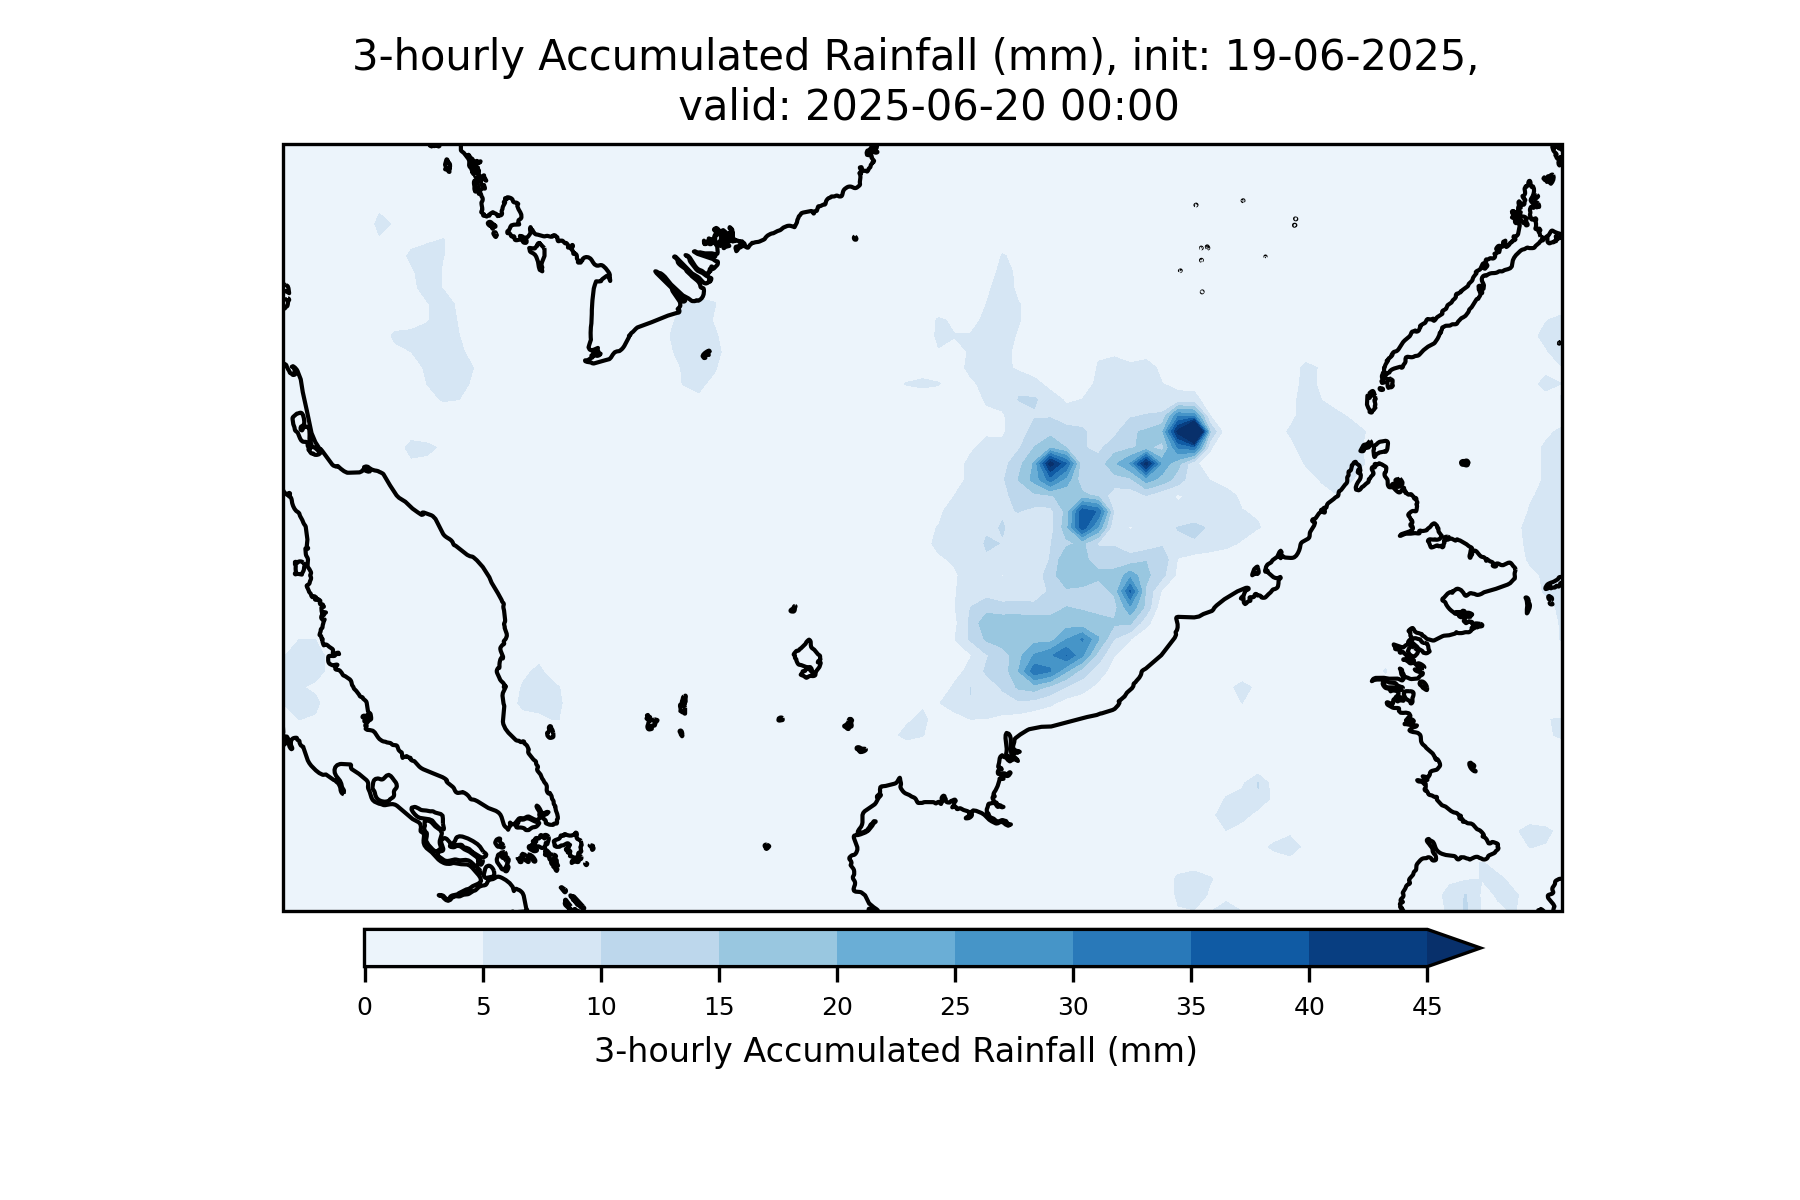 3-hourly Accumulated Rainfall (mm), init: 19-06-2025,
valid: 2025-06-20 00:00
0 5 10 15 20 25 30 35 40 45
3-hourly Accumulated Rainfall (mm)